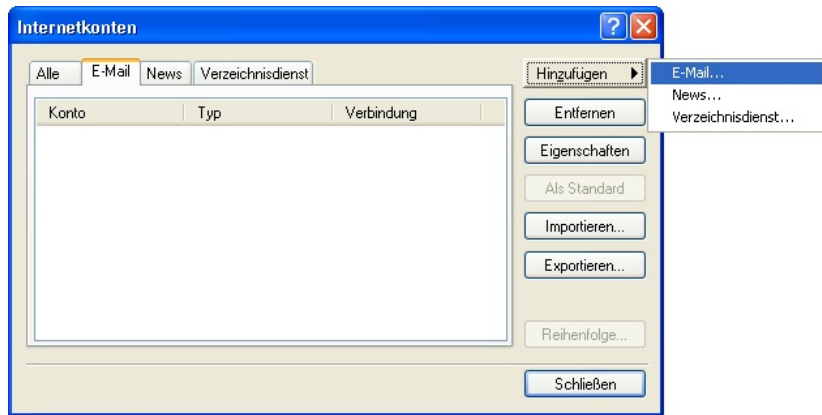 Internetkonten
Alle E-Mail News Verzeichnisdienst
Konto Typ Verbindung
Hinzufügen
E-Mail...
News...
Verzeichnisdienst...
Entfernen
Eigenschaften
Als Standard
Importieren...
Exportieren...
Reihenfolge...
Schließen